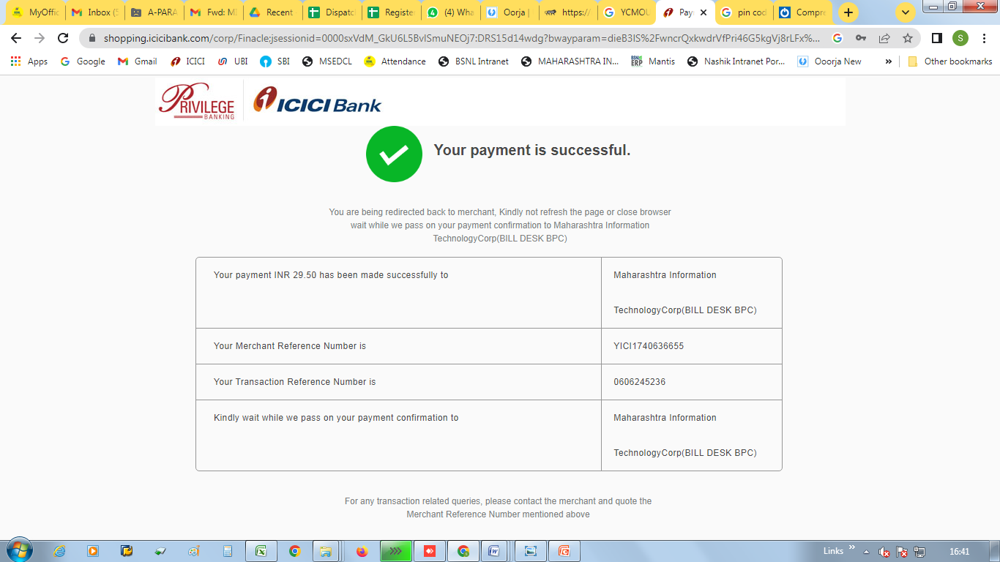 MyOffic
Inbox (5
A-PARA
Fwd: M
Recent
Dispatc
Registe
(4) Wha
Oorja |
https:/
YCMOU
Pay
pin cod
Compre
shopping.icicibank.com/corp/Finacle;jsessionid=0000sxVdM_GkU6L5BvlSmuNEOj7:DRS15d14wdg?bwayparam=dieB3IS%2FwncrQxkwdrVfPri46G5kgVj8rLFx%...
S
Apps
Google
Gmail
ICICI
UBI
SBI
MSEDCL
Attendance
BSNL Intranet
MAHARASHTRA IN...
BSNL ERP
Mantis
Nashik Intranet Por...
Ooorja New
»
Other bookmarks
PRIVILEGE
BANKING
ICICI Bank
Your payment is successful.
You are being redirected back to merchant, Kindly not refresh the page or close browser
wait while we pass on your payment confirmation to Maharashtra Information
TechnologyCorp(BILL DESK BPC)
Your payment INR 29.50 has been made successfully to
Maharashtra Information
TechnologyCorp(BILL DESK BPC)
Your Merchant Reference Number is
YICI1740636655
Your Transaction Reference Number is
0606245236
Kindly wait while we pass on your payment confirmation to
Maharashtra Information
TechnologyCorp(BILL DESK BPC)
For any transaction related queries, please contact the merchant and quote the
Merchant Reference Number mentioned above
Links »
16:41